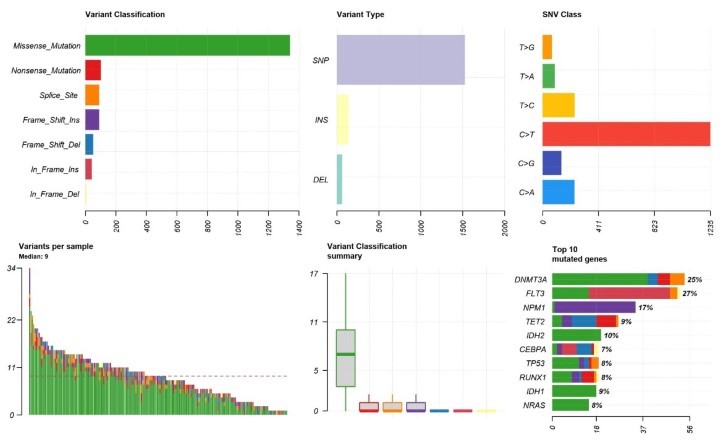 Variant Classification
Missense_Mutation
Nonsense_Mutation
Splice_Site
Frame_Shift_Ins
Frame_Shift_Del
In_Frame_Ins
In_Frame_Del
0
200
400
600
800
1000
1200
1400
Variant Type
SNP
INS
DEL
0
500
1000
1500
2000
SNV Class
T>G
T>A
T>C
C>T
C>G
C>A
0
411
823
1235
Variants per sample
Median: 9
34
22
11
0
Variant Classification
summary
17
11
5
0
Top 10
mutated genes
DNMT3A 25%
FLT3 27%
NPM1 17%
TET2 9%
IDH2 10%
CEBPA 7%
TP53 8%
RUNX1 8%
IDH1 9%
NRAS 8%
0
18
37
56